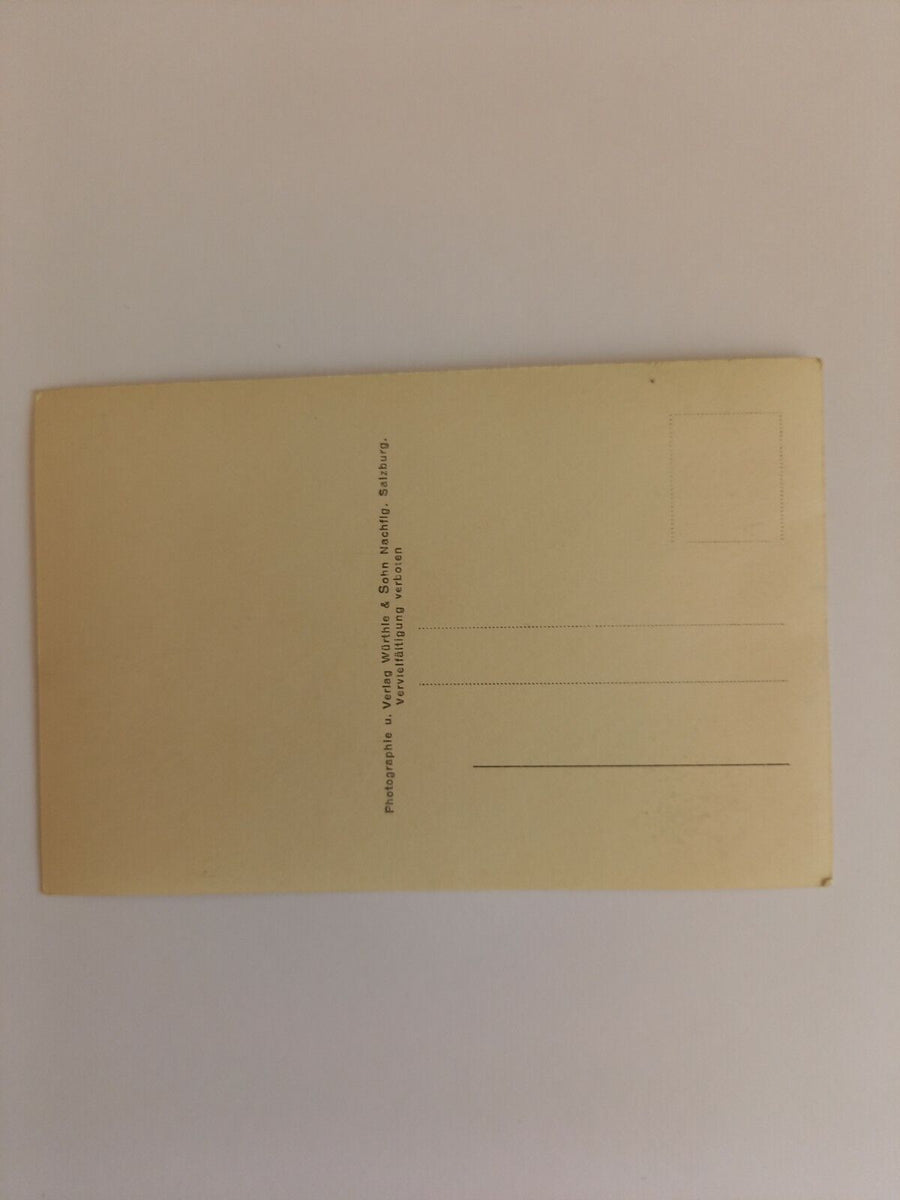 Photographie u. Verlag Würthle & Sohn Nachflg. Salzburg.
Vervielfältigung verboten